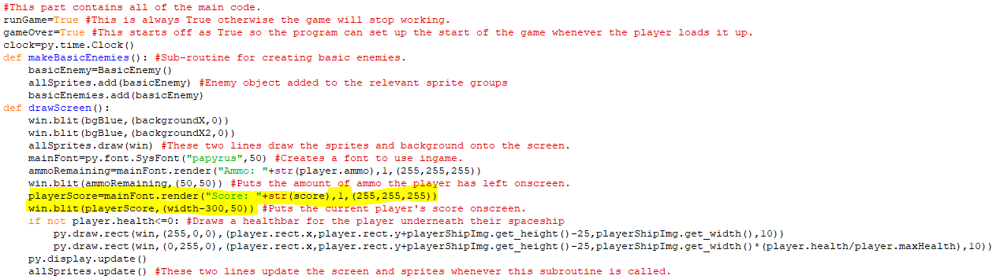 #This part contains all of the main code.
runGame=True #This is always True otherwise the game will stop working.
gameOver=True #This starts off as True so the program can set up the start of the game whenever the player loads it up.
clock=py.time.Clock()
def makeBasicEnemies(): #Sub-routine for creating basic enemies.
    basicEnemy=BasicEnemy()
    allSprites.add(basicEnemy) #Enemy object added to the relevant sprite groups
    basicEnemies.add(basicEnemy)
def drawScreen():
    win.blit(bgBlue,(backgroundX,0))
    win.blit(bgBlue,(backgroundX2,0))
    allSprites.draw(win) #These two lines draw the sprites and background onto the screen.
    mainFont=py.font.SysFont("papyrus",50) #Creates a font to use ingame.
    ammoRemaining=mainFont.render("Ammo: "+str(player.ammo),1,(255,255,255))
    win.blit(ammoRemaining,(50,50)) #Puts the amount of ammo the player has left onscreen.
    playerScore=mainFont.render("Score: "+str(score),1,(255,255,255))
    win.blit(playerScore,(width-300,50)) #Puts the current player's score onscreen.
    if not player.health<=0: #Draws a healthbar for the player underneath their spaceship
        py.draw.rect(win,(255,0,0),(player.rect.x,player.rect.y+playerShipImg.get_height()-25,playerShipImg.get_width(),10))
        py.draw.rect(win,(0,255,0),(player.rect.x,player.rect.y+playerShipImg.get_height()-25,playerShipImg.get_width()*(player.health/player.maxHealth),10))
    py.display.update()
    allSprites.update() #These two lines update the screen and sprites whenever this subroutine is called.